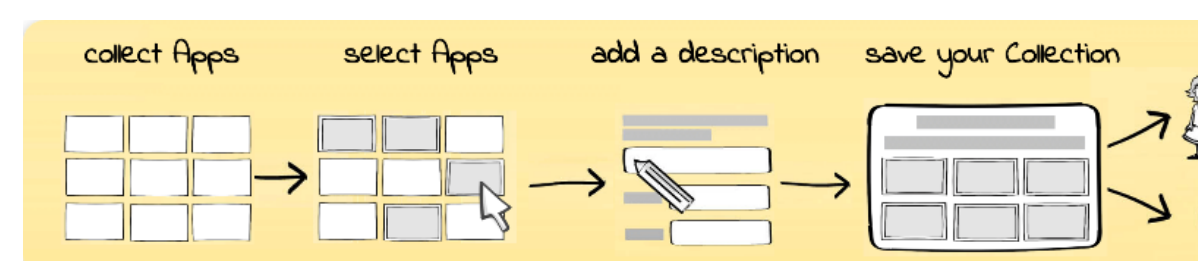 collect Apps
select Apps
add a description
save your Collection